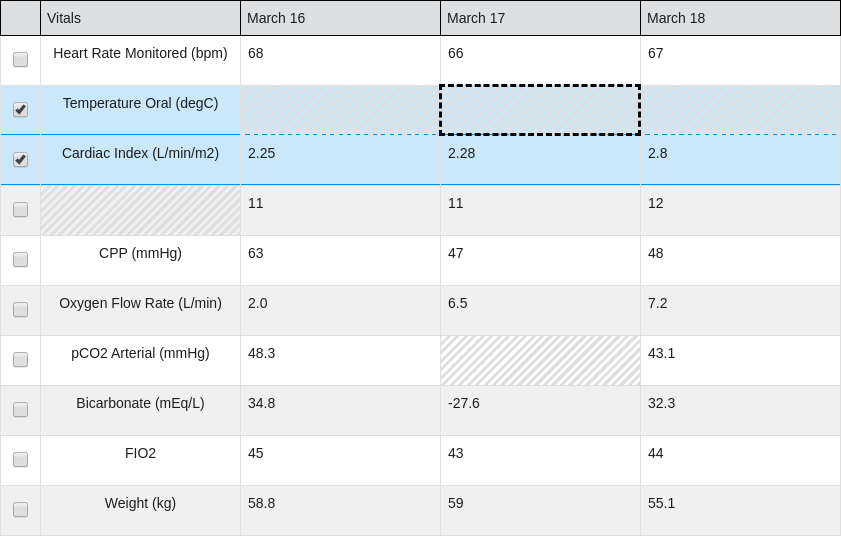 Vitals March 16 March 17 March 18
Heart Rate Monitored (bpm) 68 66 67
Temperature Oral (degC)
Cardiac Index (L/min/m2) 2.25 2.28 2.8
11 11 12
CPP (mmHg) 63 47 48
Oxygen Flow Rate (L/min) 2.0 6.5 7.2
pCO2 Arterial (mmHg) 48.3 43.1
Bicarbonate (mEq/L) 34.8 -27.6 32.3
FIO2 45 43 44
Weight (kg) 58.8 59 55.1